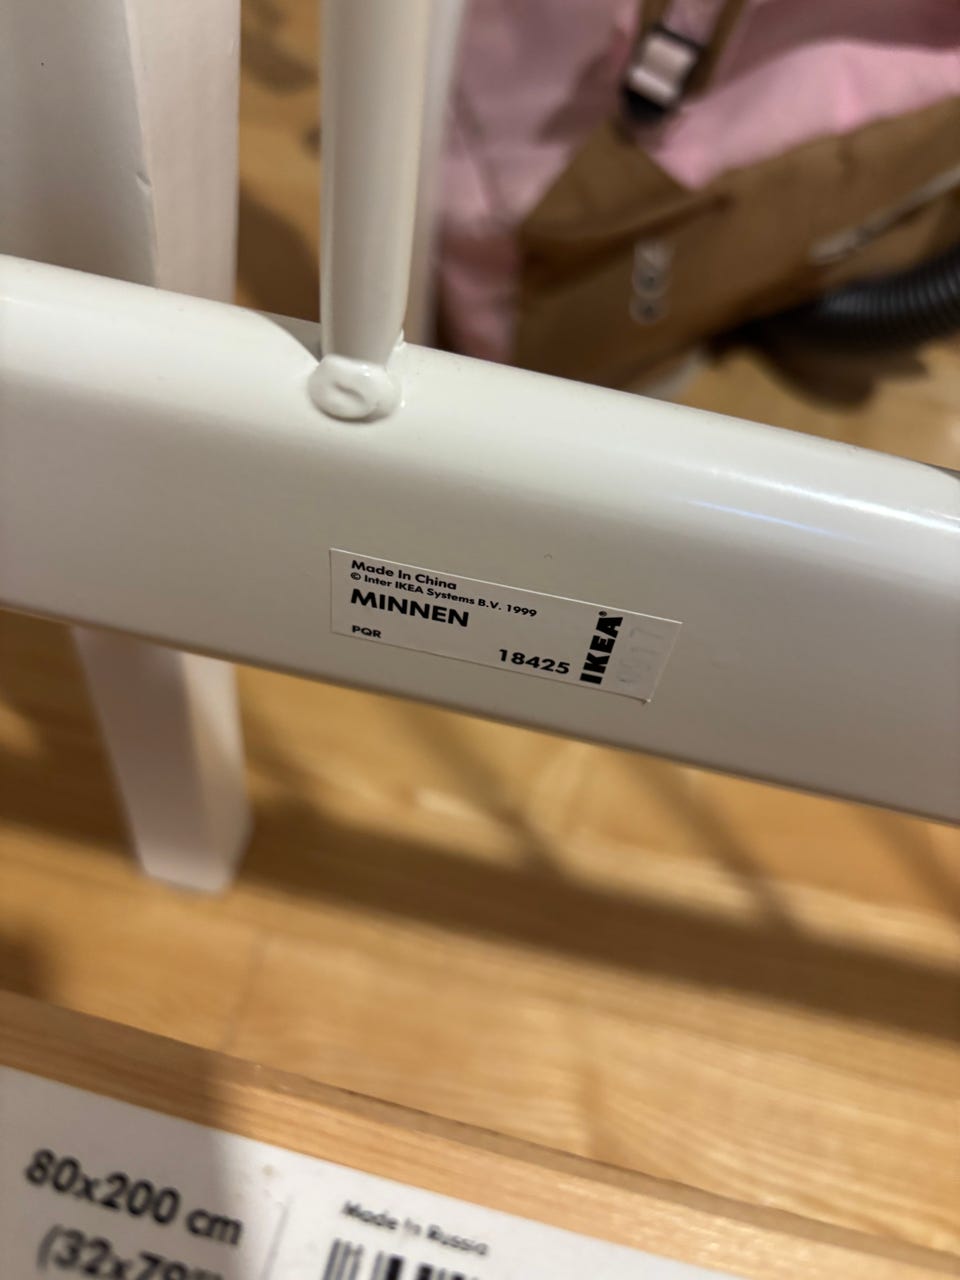 Made In China
© Inter IKEA Systems B.V. 1999
MINNEN
PQR
18425
IKEA®
80x200 cm
Made in Russia